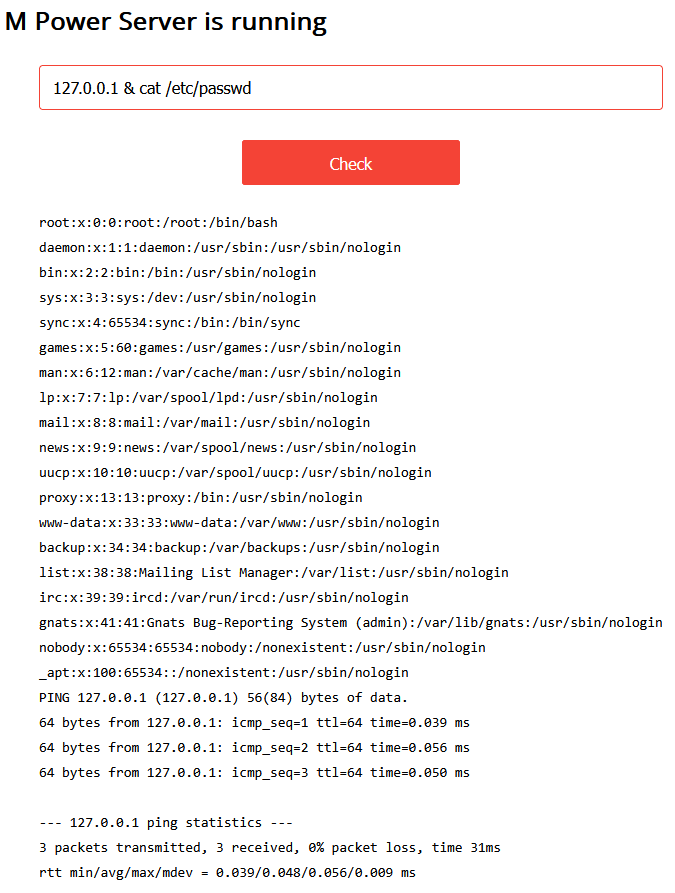 M Power Server is running
127.0.0.1 & cat /etc/passwd
Check
root:x:0:0:root:/root:/bin/bash
daemon:x:1:1:daemon:/usr/sbin:/usr/sbin/nologin
bin:x:2:2:bin:/bin:/usr/sbin/nologin
sys:x:3:3:sys:/dev:/usr/sbin/nologin
sync:x:4:65534:sync:/bin:/bin/sync
games:x:5:60:games:/usr/games:/usr/sbin/nologin
man:x:6:12:man:/var/cache/man:/usr/sbin/nologin
lp:x:7:7:lp:/var/spool/lpd:/usr/sbin/nologin
mail:x:8:8:mail:/var/mail:/usr/sbin/nologin
news:x:9:9:news:/var/spool/news:/usr/sbin/nologin
uucp:x:10:10:uucp:/var/spool/uucp:/usr/sbin/nologin
proxy:x:13:13:proxy:/bin:/usr/sbin/nologin
www-data:x:33:33:www-data:/var/www:/usr/sbin/nologin
backup:x:34:34:backup:/var/backups:/usr/sbin/nologin
list:x:38:38:Mailing List Manager:/var/list:/usr/sbin/nologin
irc:x:39:39:ircd:/var/run/ircd:/usr/sbin/nologin
gnats:x:41:41:Gnats Bug-Reporting System (admin):/var/lib/gnats:/usr/sbin/nologin
nobody:x:65534:65534:nobody:/nonexistent:/usr/sbin/nologin
_apt:x:100:65534::/nonexistent:/usr/sbin/nologin
PING 127.0.0.1 (127.0.0.1) 56(84) bytes of data.
64 bytes from 127.0.0.1: icmp_seq=1 ttl=64 time=0.039 ms
64 bytes from 127.0.0.1: icmp_seq=2 ttl=64 time=0.056 ms
64 bytes from 127.0.0.1: icmp_seq=3 ttl=64 time=0.050 ms
--- 127.0.0.1 ping statistics ---
3 packets transmitted, 3 received, 0% packet loss, time 31ms
rtt min/avg/max/mdev = 0.039/0.048/0.056/0.009 ms